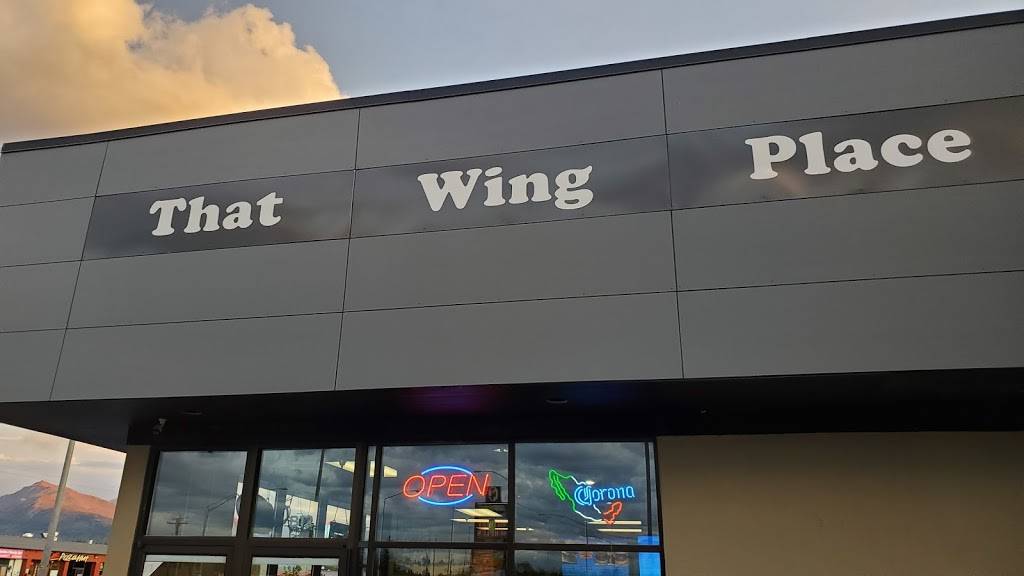 That Wing Place
OPEN
Corona